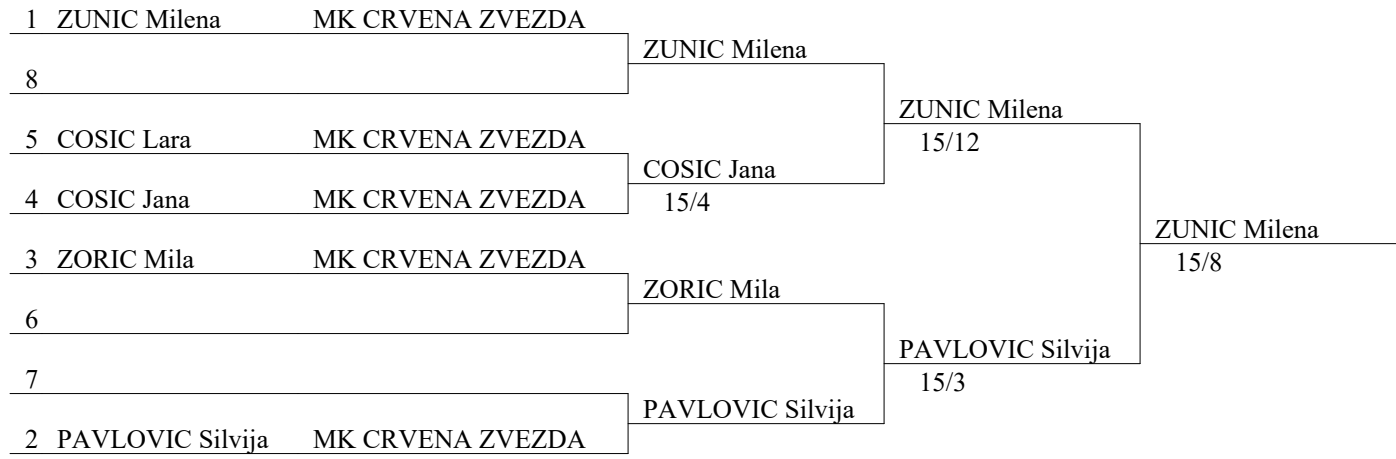 1 ZUNIC Milena MK CRVENA ZVEZDA
ZUNIC Milena
8
ZUNIC Milena
15/12
5 COSIC Lara MK CRVENA ZVEZDA
COSIC Jana
15/4
4 COSIC Jana MK CRVENA ZVEZDA
ZUNIC Milena
15/8
3 ZORIC Mila MK CRVENA ZVEZDA
ZORIC Mila
6
PAVLOVIC Silvija
15/3
7
PAVLOVIC Silvija
2 PAVLOVIC Silvija MK CRVENA ZVEZDA